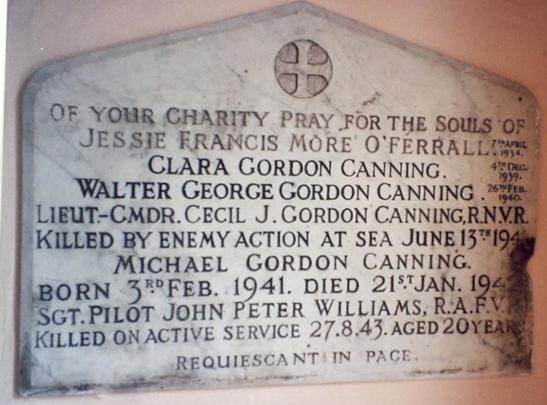 OF YOUR CHARITY PRAY FOR THE SOULS OF
JESSIE FRANCIS MORE O'FERRALL. 7TH APRIL 1934.
CLARA GORDON CANNING. 4TH DEC. 1939.
WALTER GEORGE GORDON CANNING. 26TH FEB. 1940.
LIEUT-CMDR. CECIL J. GORDON CANNING, R.N.V.R.
KILLED BY ENEMY ACTION AT SEA JUNE 13TH
MICHAEL GORDON CANNING.
BORN 3RD FEB. 1941. DIED 21ST JAN.
SGT. PILOT JOHN PETER WILLIAMS, R.A.F.V.
KILLED ON ACTIVE SERVICE 27.8.43. AGED 20 YEARS
REQUIESCANT IN PACE.